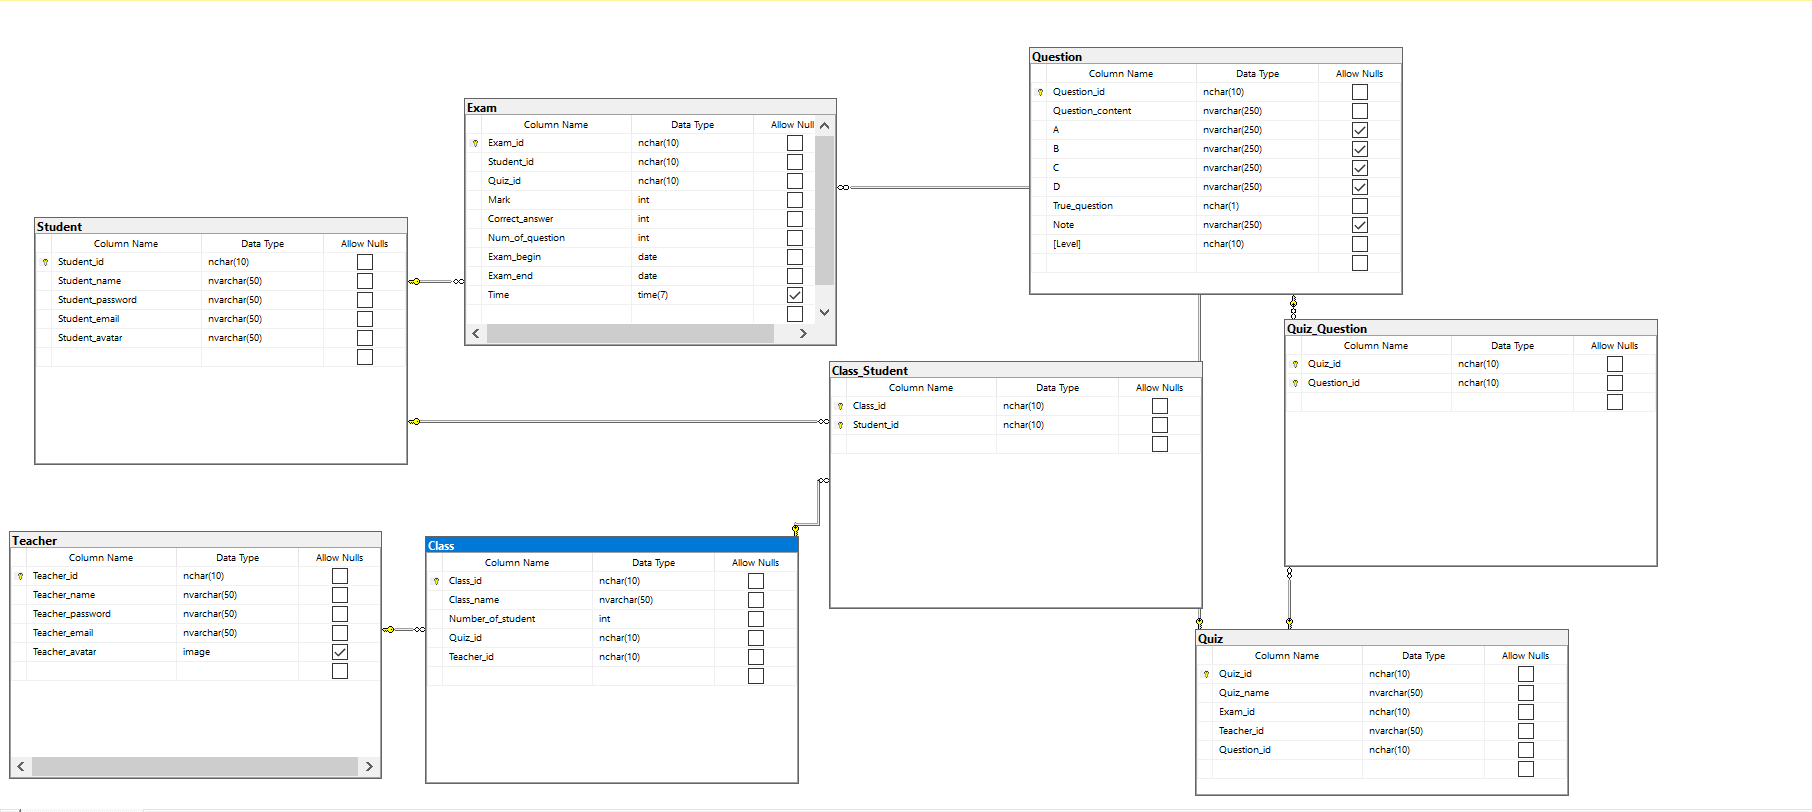 Question
Column Name Data Type Allow Nulls
Question_id nchar(10)
Question_content nvarchar(250)
A nvarchar(250)
B nvarchar(250)
C nvarchar(250)
D nvarchar(250)
True_question nchar(1)
Note nvarchar(250)
[Level] nchar(10)
Exam
Column Name Data Type Allow Null
Exam_id nchar(10)
Student_id nchar(10)
Quiz_id nchar(10)
Mark int
Correct_answer int
Num_of_question int
Exam_begin date
Exam_end date
Time time(7)
Student
Column Name Data Type Allow Nulls
Student_id nchar(10)
Student_name nvarchar(50)
Student_password nvarchar(50)
Student_email nvarchar(50)
Student_avatar nvarchar(50)
Quiz_Question
Column Name Data Type Allow Nulls
Quiz_id nchar(10)
Question_id nchar(10)
Class_Student
Column Name Data Type Allow Nulls
Class_id nchar(10)
Student_id nchar(10)
Teacher
Column Name Data Type Allow Nulls
Teacher_id nchar(10)
Teacher_name nvarchar(50)
Teacher_password nvarchar(50)
Teacher_email nvarchar(50)
Teacher_avatar image
Class
Column Name Data Type Allow Nulls
Class_id nchar(10)
Class_name nvarchar(50)
Number_of_student int
Quiz_id nchar(10)
Teacher_id nchar(10)
Quiz
Column Name Data Type Allow Nulls
Quiz_id nchar(10)
Quiz_name nvarchar(50)
Exam_id nchar(10)
Teacher_id nvarchar(50)
Question_id nchar(10)